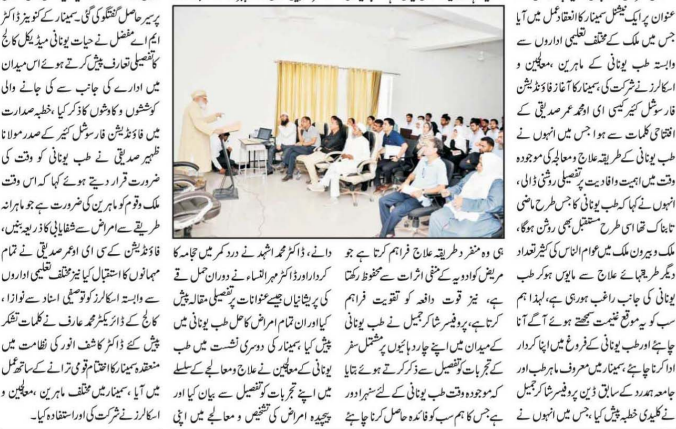 عنوان پر ایک نیشنل سمینار کا انعقاد عمل میں آیا
جس میں ملک کے مختلف تعلیمی اداروں سے
وابستہ طب یونانی کے ماہرین ،معالجین و
اسکالرز نے شرکت کی،سمینار کا آغاز فاؤنڈیشن
فار سوشل کئیر کیسی ای او محمد عمر صدیقی کے
افتتاحی کلمات سے ہوا جس میں انہوں نے
طب یونانی کے طریقہ علاج و معالجہ کی موجودہ
وقت میں اہمیت و افادیت پر تفصیلی روشنی ڈالی،
انہوں نے کہا کہ طب یونانی کا جس طرح ماضی
تابناک تھا اسی طرح مستقبل بھی روشن ہوگا،
ملک و بیرون ملک میں عوام الناس کی کثیر تعداد
دیگر طریقہائے علاج سے مایوس ہو کر طب
یونانی کی جانب راغب ہو رہی ہے،لہذا ہم
سب کو یہ موقع غنیمت سمجھتے ہوئے آگے آنا
چاہئے اور طب یونانی کے فروغ میں اپنا کردار
ادا کرنا چاہئے،سمینار میں معروف ماہر طب اور
جامعہ ہمدرد کے سابق ڈین پروفیسر شاکر جمیل
نے کلیدی خطبہ پیش کیا ،جس میں انہوں نے
ہی وہ منفرد طریقہ علاج فراہم کرتا ہے جو
مریض کو ادویہ کے منفی اثرات سے محفوظ رکھتا
ہے، نیز قوت دافعہ کو تقویت فراہم
کرتا ہے،پروفیسر شاکر جمیل نے طب یونانی
کے میدان میں اپنے چار دہائیوں پر مشتمل سفر
کے تجربات کو تفصیل سے ذکر کرتے ہوئے بتایا
کہ موجودہ وقت طب یونانی کے لئے سنہرا دور
ہے جس کا ہم سب کو فائدہ حاصل کرنا چاہئے
دانے، ڈاکٹر محمد اشہد نے درد کمر میں حجامہ کا
کردار اور ڈاکٹر مہر النساء نے دوران حمل قے
کی پریشانیاں جیسے عنوانات پر تفصیلی مقالہ پیش
کیا اور ان تمام امراض کا حل طب یونانی میں
پیش کیا ،سمینار کی دوسری نشست میں طب
یونانی کے ماہرین نے علاج و معالجے کے سلسلے
میں اپنے تجربات کو تفصیل سے بیان کیا اور
پیچیدہ امراض کی تشخیص و معالجے میں اپنی
پر سیر حاصل گفتگو کی گئی۔سمینار کے کنوینر ڈاکٹر
ایم اے مفضل نے حیات یونانی میڈیکل کالج
کا تفصیلی تعارف پیش کرتے ہوئے اس میدان
میں ادارے کی جانب سے کی جانے والی
کوششوں و کاوشوں کا ذکر کیا ،خطبہ صدارت
میں فاؤنڈیشن فار سوشل کئیر کے صدر مولانا
ظہیر صدیقی نے طب یونانی کو وقت کی
ضرورت قرار دیتے ہوئے کہا کہ اس وقت
ملک و قوم کو ماہرین کی ضرورت ہے جو ماہرانہ
طریقے سے امراض سے شفایابی کا ذریعہ بنیں،
فاؤنڈیشن کے سی ای او عمر صدیقی نے تمام
مہمانوں کا استقبال کیا نیز مختلف تعلیمی اداروں
سے وابستہ اسکالرز کو توصیفی اسناد سے نوازا ،
کالج کے ڈائریکٹر محمد عارف نے کلمات تشکر
پیش کئے ڈاکٹر کاشف انور کی نظامت میں
منعقدہ سمینار کا اختتام قومی ترانے کے ساتھ عمل
میں آیا ،سمینار میں مختلف ماہرین ،معالجین و
اسکالرز نے شرکت کی اور استفادہ کیا۔